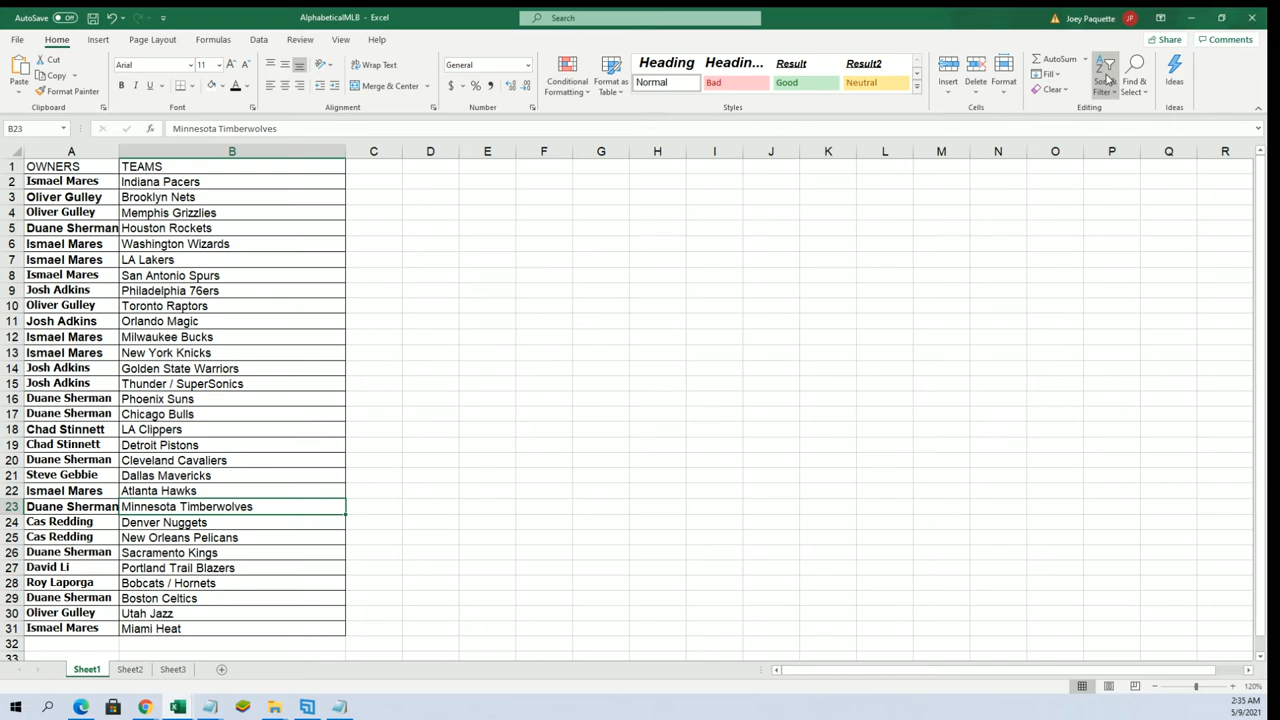 AutoSave Off AlphabeticalMLB - Excel Search Joey Paquette JP
File Home Insert Page Layout Formulas Data Review View Help Share Comments
Paste Cut Copy Format Painter Clipboard
Arial 11 A A B I U A Font
Wrap Text Merge & Center Alignment
General $ % Number
Conditional Formatting Format as Table
Heading Headin... Result Result2
Normal Bad Good Neutral
Styles
Insert Delete Format Cells
AutoSum Fill Clear Filter Find & Select Editing
Ideas Ideas
B23 fx Minnesota Timberwolves
A B C D E F G H I J K L M N O P Q R
1 OWNERS TEAMS
2 Ismael Mares Indiana Pacers
3 Oliver Gulley Brooklyn Nets
4 Oliver Gulley Memphis Grizzlies
5 Duane Sherman Houston Rockets
6 Ismael Mares Washington Wizards
7 Ismael Mares LA Lakers
8 Ismael Mares San Antonio Spurs
9 Josh Adkins Philadelphia 76ers
10 Oliver Gulley Toronto Raptors
11 Josh Adkins Orlando Magic
12 Ismael Mares Milwaukee Bucks
13 Ismael Mares New York Knicks
14 Josh Adkins Golden State Warriors
15 Josh Adkins Thunder / SuperSonics
16 Duane Sherman Phoenix Suns
17 Duane Sherman Chicago Bulls
18 Chad Stinnett LA Clippers
19 Chad Stinnett Detroit Pistons
20 Duane Sherman Cleveland Cavaliers
21 Steve Gebbie Dallas Mavericks
22 Ismael Mares Atlanta Hawks
23 Duane Sherman Minnesota Timberwolves
24 Cas Redding Denver Nuggets
25 Cas Redding New Orleans Pelicans
26 Duane Sherman Sacramento Kings
27 David Li Portland Trail Blazers
28 Roy Laporga Bobcats / Hornets
29 Duane Sherman Boston Celtics
30 Oliver Gulley Utah Jazz
31 Ismael Mares Miami Heat
32
33
Sheet1 Sheet2 Sheet3
120%
2:35 AM
5/9/2021